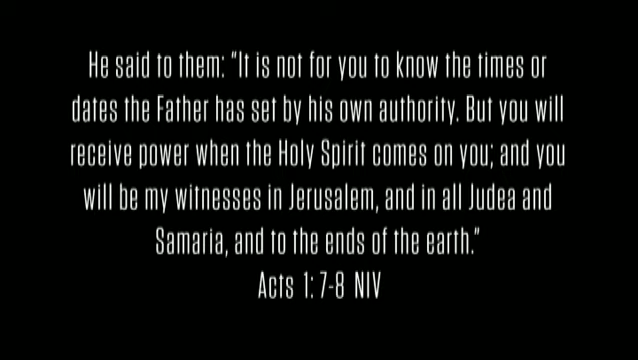 He said to them: "It is not for you to know the times or
dates the Father has set by his own authority. But you will
receive power when the Holy Spirit comes on you; and you
will be my witnesses in Jerusalem, and in all Judea and
Samaria, and to the ends of the earth."
Acts 1: 7-8 NIV